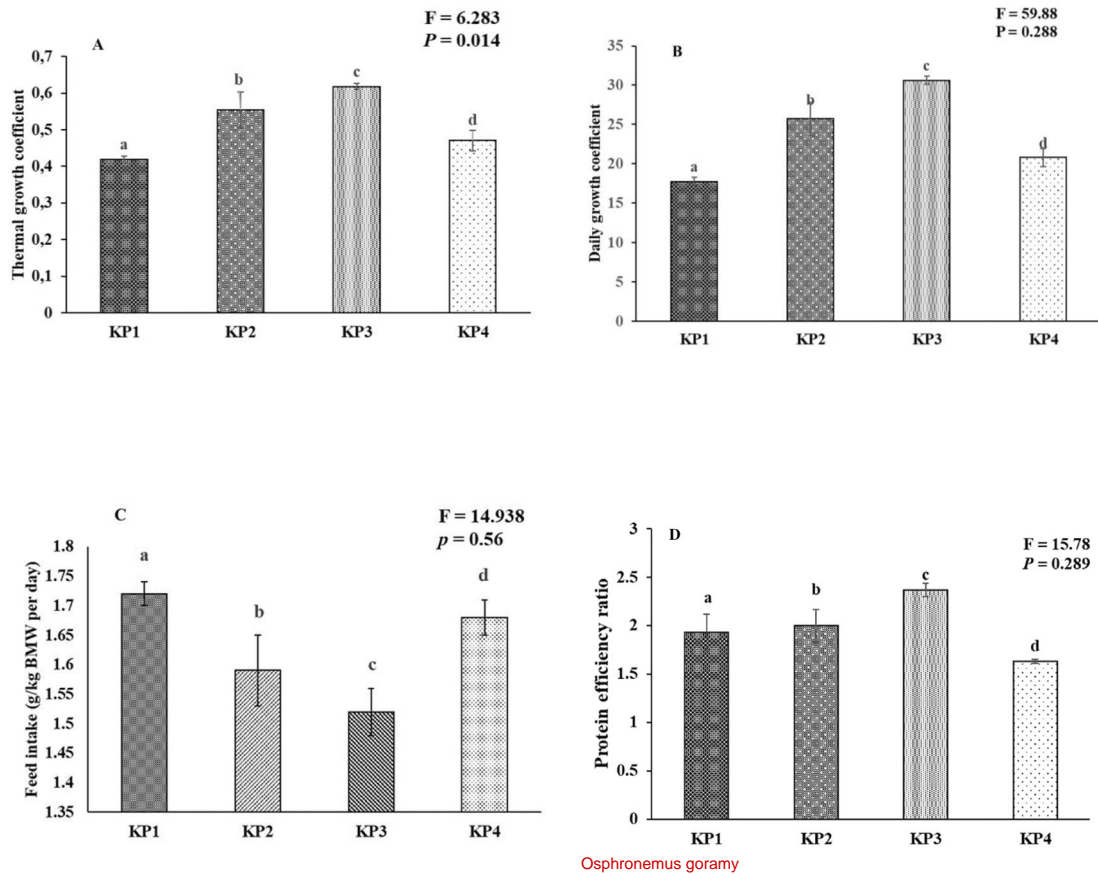 A
F = 6.283
P = 0.014
Thermal growth coefficient
0,7
0,6
0,5
0,4
0,3
0,2
0,1
0
a
b
c
d
KP1 KP2 KP3 KP4
B
F = 59.88
P = 0.288
Daily growth coefficient
35
30
25
20
15
10
5
0
a
b
c
d
KP1 KP2 KP3 KP4
C
F = 14.938
p = 0.56
Feed intake (g/kg BMW per day)
1.8
1.75
1.7
1.65
1.6
1.55
1.5
1.45
1.4
1.35
a
b
c
d
KP1 KP2 KP3 KP4
D
F = 15.78
P = 0.289
Protein efficiency ratio
3
2.5
2
1.5
1
0.5
0
a
b
c
d
KP1 KP2 KP3 KP4
Osphronemus goramy